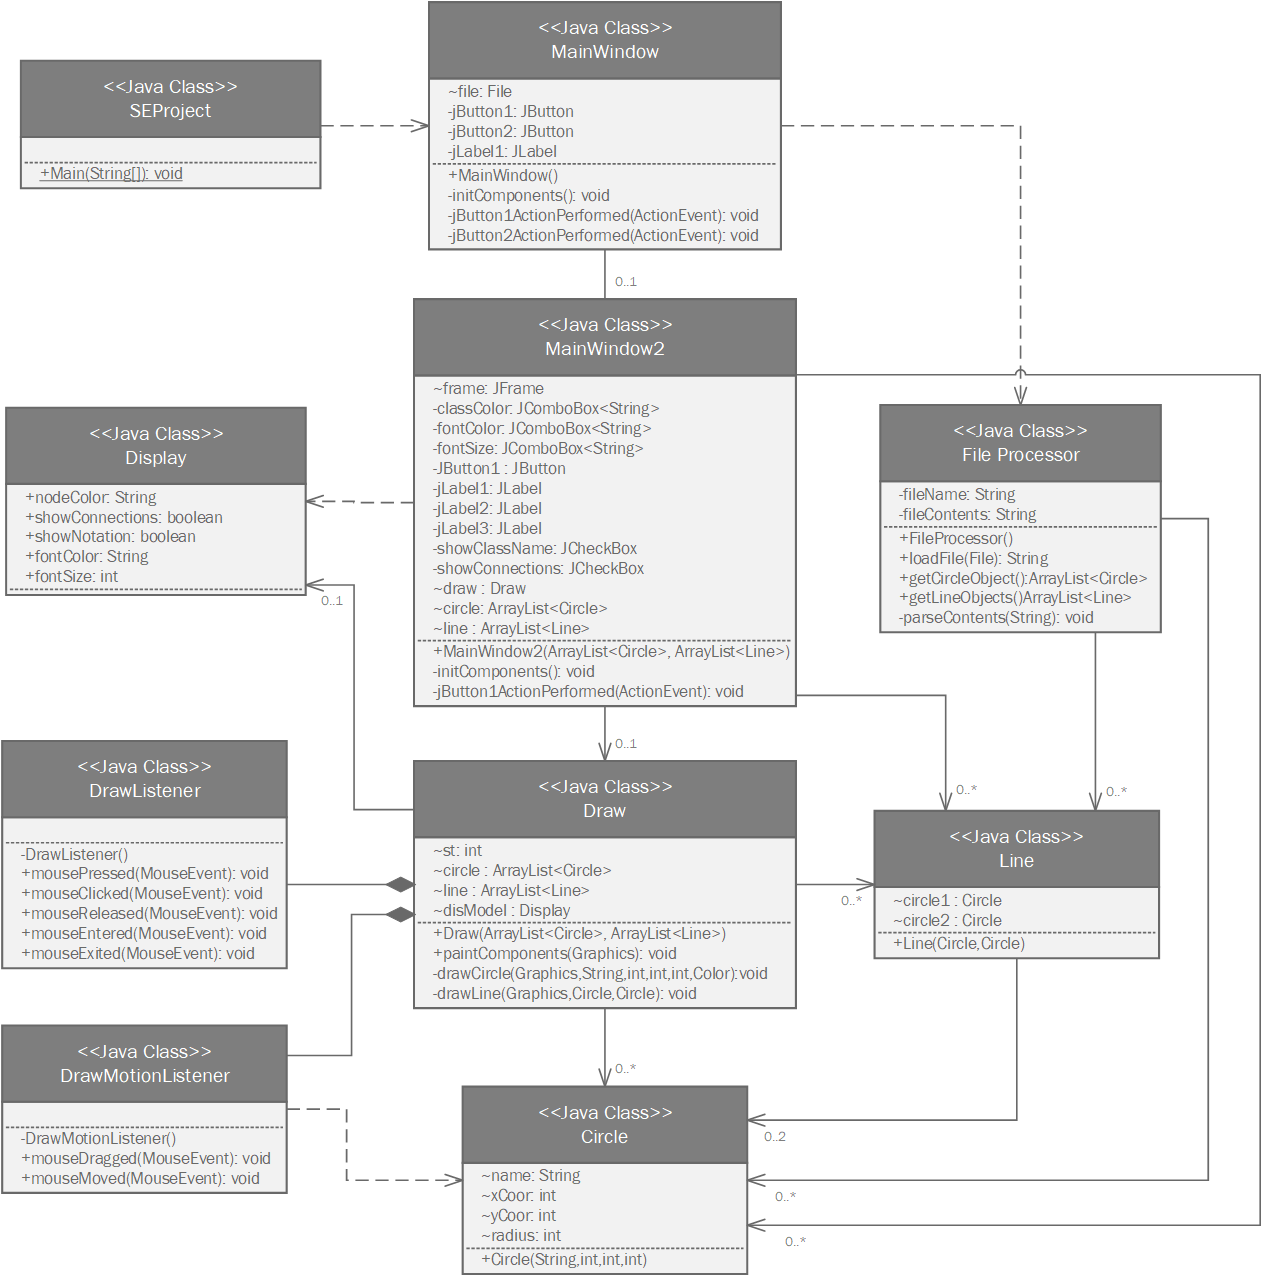 <<Java Class>>
MainWindow
~file: File
-jButton1: JButton
-jButton2: JButton
-jLabel1: JLabel
+MainWindow()
-initComponents(): void
-jButton1ActionPerformed(ActionEvent): void
-jButton2ActionPerformed(ActionEvent): void
<<Java Class>>
SEProject
+Main(String[]): void
0..1
<<Java Class>>
MainWindow2
~frame: JFrame
-classColor: JComboBox<String>
-fontColor: JComboBox<String>
-fontSize: JComboBox<String>
-JButton1 : JButton
-jLabel1: JLabel
-jLabel2: JLabel
-jLabel3: JLabel
-showClassName: JCheckBox
-showConnections: JCheckBox
~draw : Draw
~circle: ArrayList<Circle>
~line : ArrayList<Line>
+MainWindow2(ArrayList<Circle>, ArrayList<Line>)
-initComponents(): void
-jButton1ActionPerformed(ActionEvent): void
<<Java Class>>
Display
+nodeColor: String
+showConnections: boolean
+showNotation: boolean
+fontColor: String
+fontSize: int
0..1
<<Java Class>>
File Processor
-fileName: String
-fileContents: String
+FileProcessor()
+loadFile(File): String
+getCircleObject():ArrayList<Circle>
+getLineObjects()ArrayList<Line>
-parseContents(String): void
0..1
0..*
0..*
<<Java Class>>
DrawListener
-DrawListener()
+mousePressed(MouseEvent): void
+mouseClicked(MouseEvent): void
+mouseReleased(MouseEvent): void
+mouseEntered(MouseEvent): void
+mouseExited(MouseEvent): void
<<Java Class>>
Draw
~st: int
~circle : ArrayList<Circle>
~line : ArrayList<Line>
~disModel : Display
+Draw(ArrayList<Circle>, ArrayList<Line>)
+paintComponents(Graphics): void
-drawCircle(Graphics,String,int,int,int,Color):void
-drawLine(Graphics,Circle,Circle): void
0..*
<<Java Class>>
Line
~circle1 : Circle
~circle2 : Circle
+Line(Circle,Circle)
<<Java Class>>
DrawMotionListener
-DrawMotionListener()
+mouseDragged(MouseEvent): void
+mouseMoved(MouseEvent): void
0..*
<<Java Class>>
Circle
~name: String
~xCoor: int
~yCoor: int
~radius: int
+Circle(String,int,int,int)
0..2
0..*
0..*